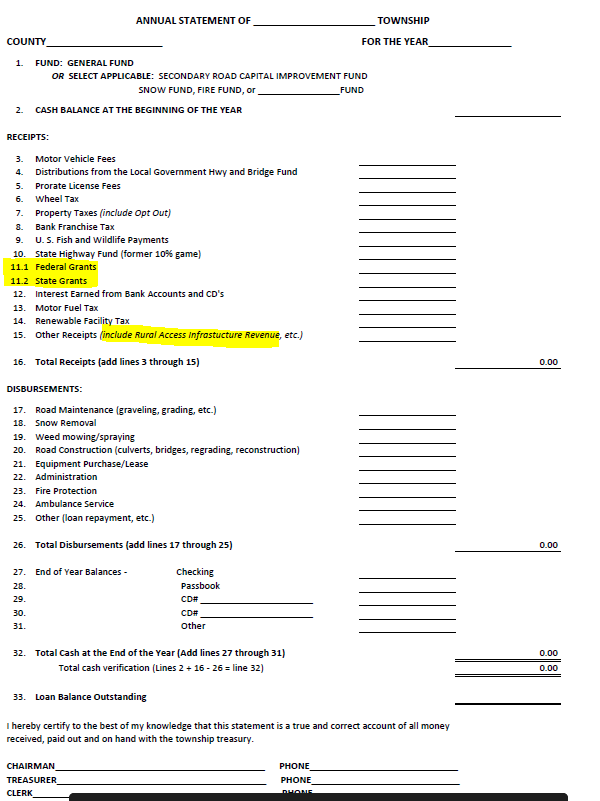 ANNUAL STATEMENT OF ________________________ TOWNSHIP
COUNTY______________________ FOR THE YEAR________________
1. FUND: GENERAL FUND
OR SELECT APPLICABLE: SECONDARY ROAD CAPITAL IMPROVEMENT FUND
SNOW FUND, FIRE FUND, or ________________FUND
2. CASH BALANCE AT THE BEGINNING OF THE YEAR
RECEIPTS:
3. Motor Vehicle Fees
4. Distributions from the Local Government Hwy and Bridge Fund
5. Prorate License Fees
6. Wheel Tax
7. Property Taxes (include Opt Out)
8. Bank Franchise Tax
9. U. S. Fish and Wildlife Payments
10. State Highway Fund (former 10% game)
11.1 Federal Grants
11.2 State Grants
12. Interest Earned from Bank Accounts and CD's
13. Motor Fuel Tax
14. Renewable Facility Tax
15. Other Receipts (include Rural Access Infrastucture Revenue, etc.)
16. Total Receipts (add lines 3 through 15) 0.00
DISBURSEMENTS:
17. Road Maintenance (graveling, grading, etc.)
18. Snow Removal
19. Weed mowing/spraying
20. Road Construction (culverts, bridges, regrading, reconstruction)
21. Equipment Purchase/Lease
22. Administration
23. Fire Protection
24. Ambulance Service
25. Other (loan repayment, etc.)
26. Total Disbursements (add lines 17 through 25) 0.00
27. End of Year Balances - Checking
28. Passbook
29. CD# ______________________
30. CD# ______________________
31. Other
32. Total Cash at the End of the Year (Add lines 27 through 31) 0.00
Total cash verification (Lines 2 + 16 - 26 = line 32) 0.00
33. Loan Balance Outstanding
I hereby certify to the best of my knowledge that this statement is a true and correct account of all money
received, paid out and on hand with the township treasury.
CHAIRMAN________________________________ PHONE______________________
TREASURER________________________________ PHONE______________________
CLERK______ PHONE